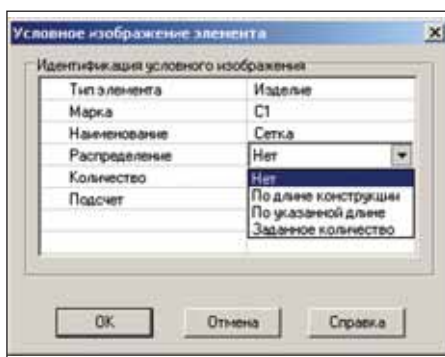 Условное изображение элемента
Идентификация условного изображения
Тип элемента Изделие
Марка С1
Наименование Сетка
Распределение Нет
Количество Нет
Подсчет По длине конструкции
По указанной длине
Заданное количество
OK Отмена Справка